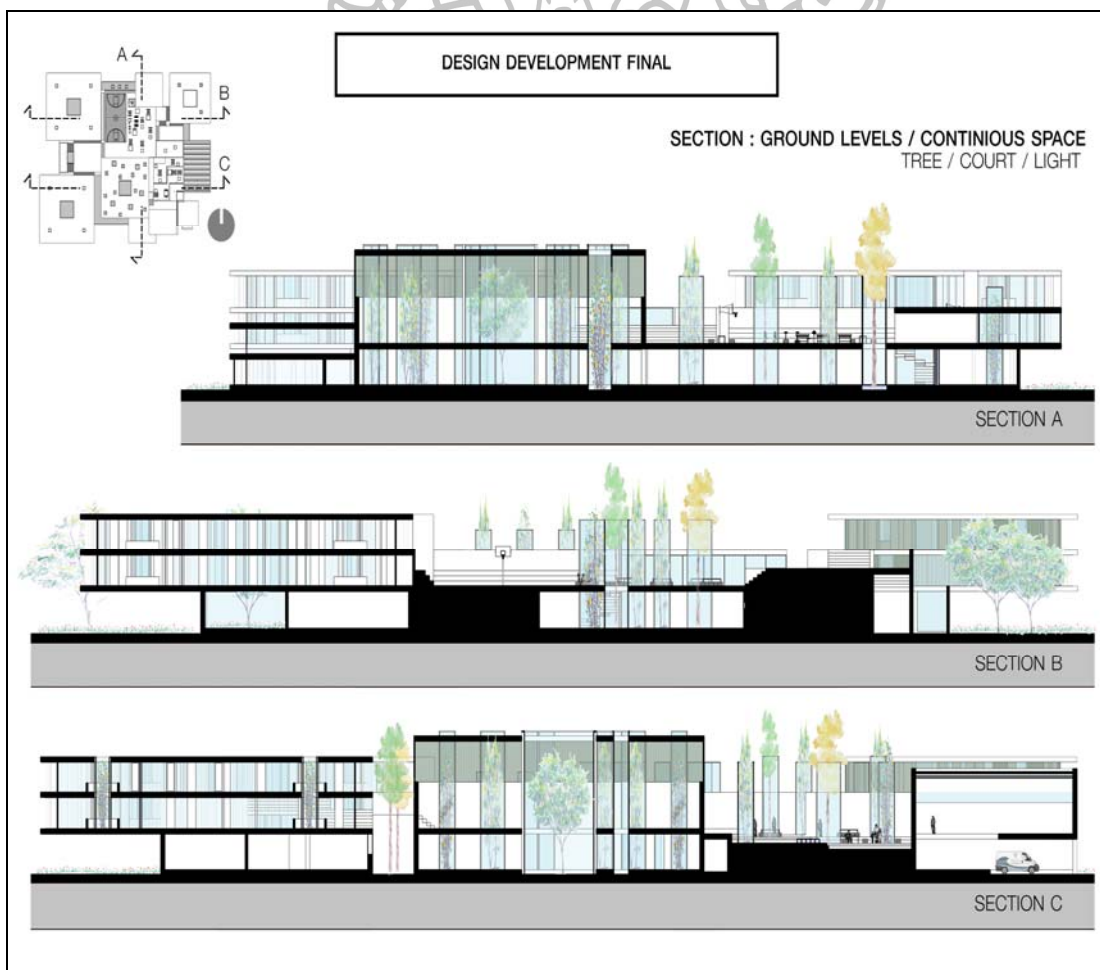 DESIGN DEVELOPMENT FINAL
A
B
C
SECTION : GROUND LEVELS / CONTINIOUS SPACE
TREE / COURT / LIGHT
SECTION A
SECTION B
SECTION C